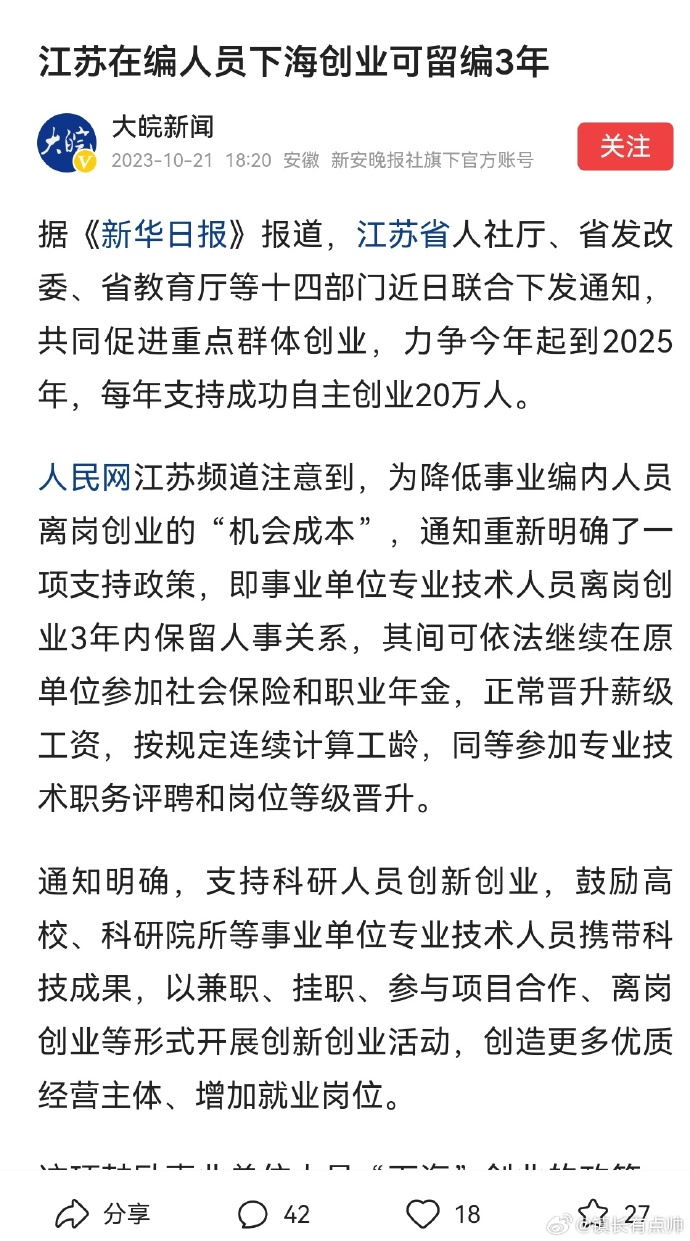 江苏在编人员下海创业可留编3年
大皖
V
大皖新闻
2023-10-21 18:20 安徽 新安晚报社旗下官方账号
关注
据《新华日报》报道，江苏省人社厅、省发改
委、省教育厅等十四部门近日联合下发通知，
共同促进重点群体创业，力争今年起到2025
年，每年支持成功自主创业20万人。
人民网江苏频道注意到，为降低事业编内人员
离岗创业的“机会成本”，通知重新明确了一
项支持政策，即事业单位专业技术人员离岗创
业3年内保留人事关系，其间可依法继续在原
单位参加社会保险和职业年金，正常晋升薪级
工资，按规定连续计算工龄，同等参加专业技
术职务评聘和岗位等级晋升。
通知明确，支持科研人员创新创业，鼓励高
校、科研院所等事业单位专业技术人员携带科
技成果，以兼职、挂职、参与项目合作、离岗
创业等形式开展创新创业活动，创造更多优质
经营主体、增加就业岗位。
分享
42
18
27
@镇长有点帅